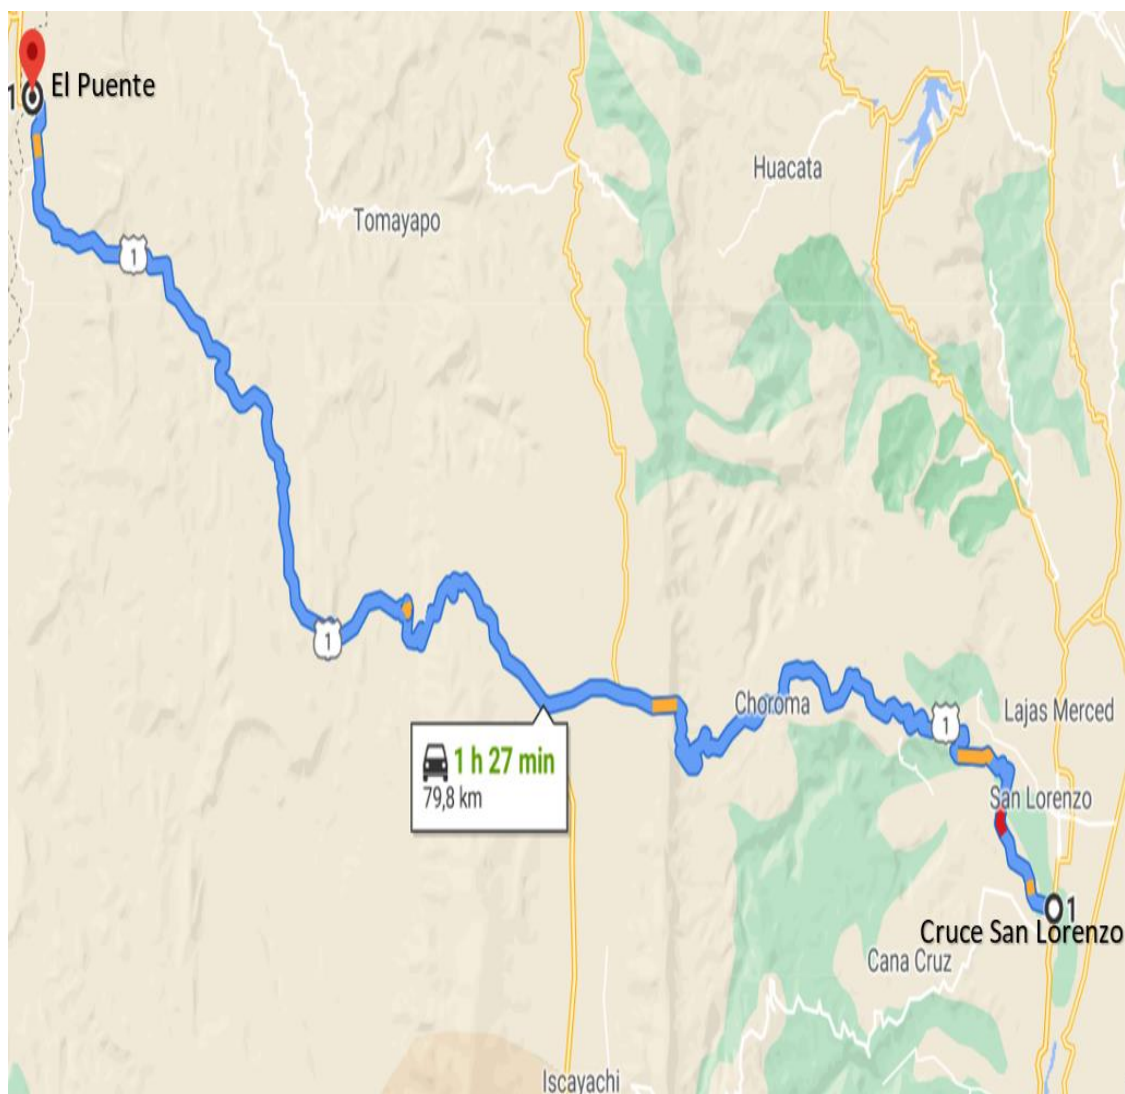 1
El Puente
Huacata
Tomayapo
1
1
Choroma
1
Lajas Merced
1 h 27 min
79,8 km
San Lorenzo
1
Cruce San Lorenzo
Cana Cruz
Iscayachi